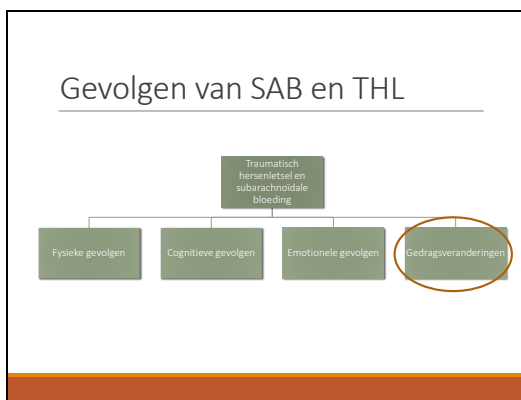 Gevolgen van SAB en THL
Traumatisch
hersenletsel en
subarachnoïdale
bloeding
Fysieke gevolgen
Cognitieve gevolgen
Emotionele gevolgen
Gedragsveranderingen